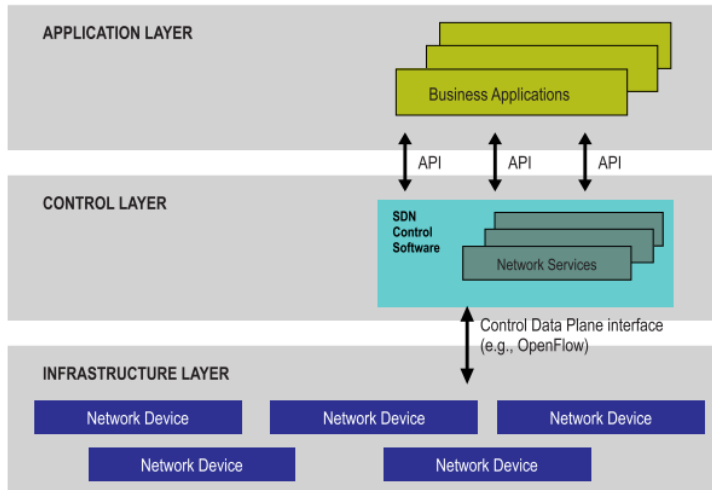 APPLICATION LAYER
Business Applications
API API API
CONTROL LAYER
SDN
Control
Software
Network Services
Control Data Plane interface
(e.g., OpenFlow)
INFRASTRUCTURE LAYER
Network Device Network Device Network Device
Network Device Network Device